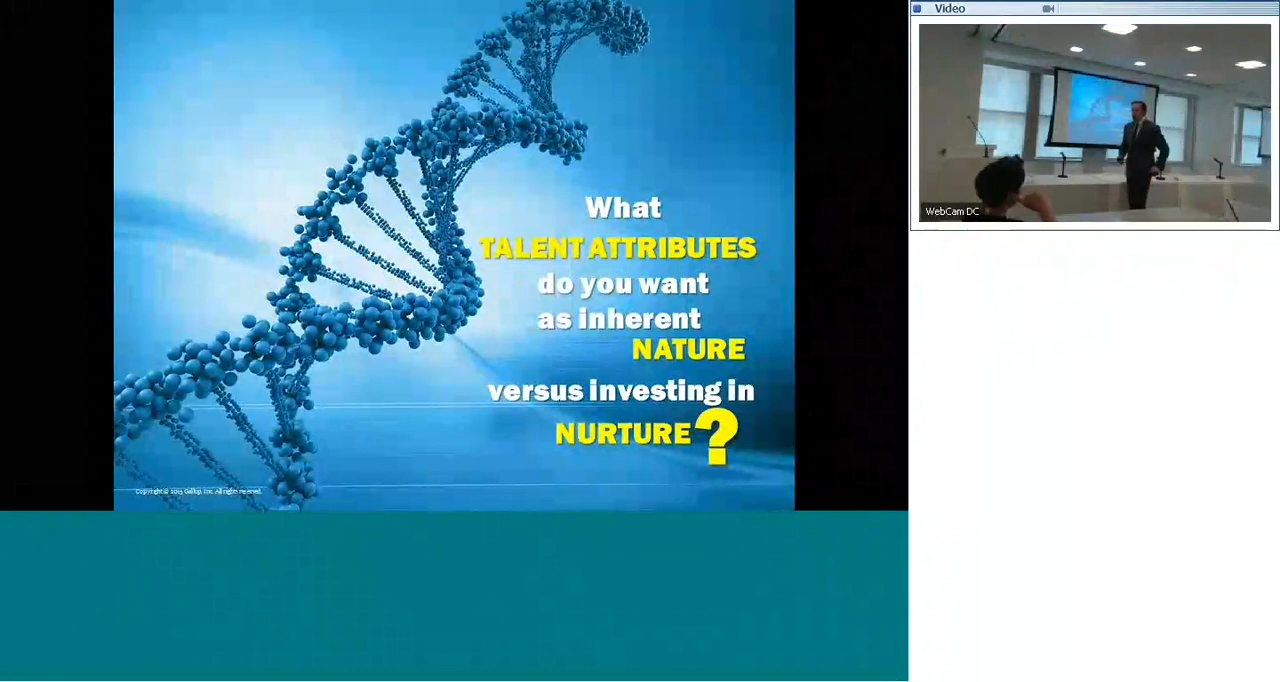 What
TALENT ATTRIBUTES
do you want
as inherent
NATURE
versus investing in
NURTURE?
Copyright © 2015 Gallup, Inc. All rights reserved.
Video
WebCam DC